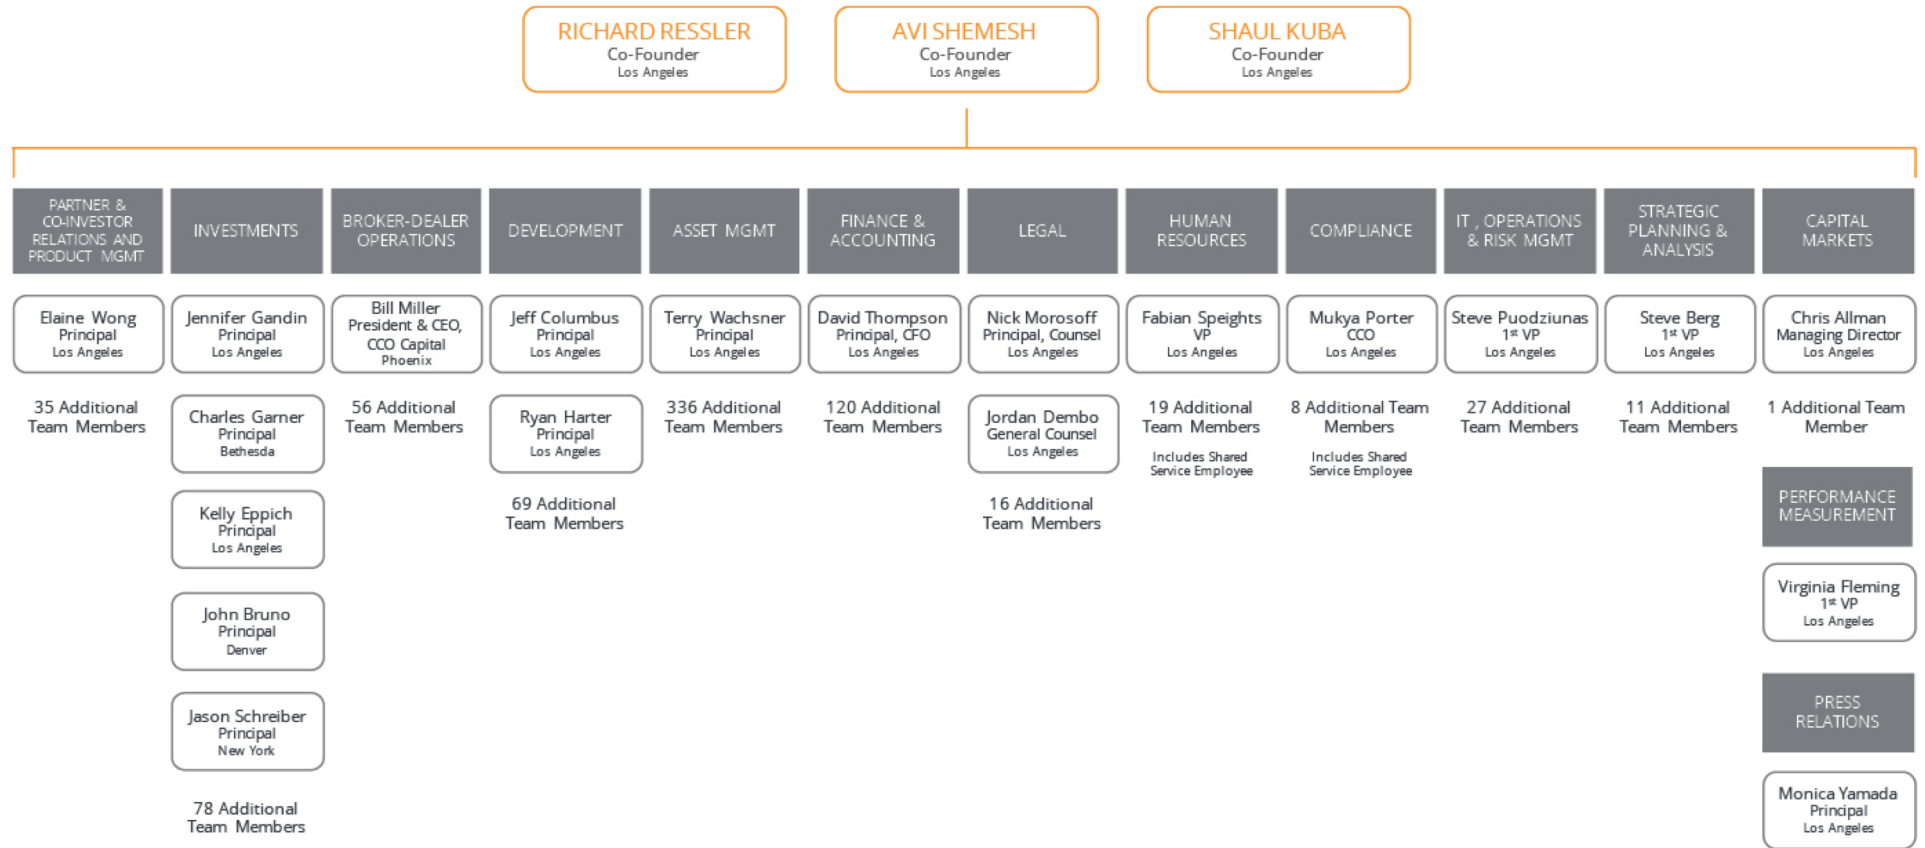 RICHARD RESSLER
Co-Founder
Los Angeles
AVI SHEMESH
Co-Founder
Los Angeles
SHAUL KUBA
Co-Founder
Los Angeles
PARTNER &
CO-INVESTOR
RELATIONS AND
PRODUCT MGMT
Elaine Wong
Principal
Los Angeles
35 Additional
Team Members
INVESTMENTS
Jennifer Gandin
Principal
Los Angeles
Charles Garner
Principal
Bethesda
Kelly Eppich
Principal
Los Angeles
John Bruno
Principal
Denver
Jason Schreiber
Principal
New York
78 Additional
Team Members
BROKER-DEALER
OPERATIONS
Bill Miller
President & CEO,
CCO Capital
Phoenix
56 Additional
Team Members
DEVELOPMENT
Jeff Columbus
Principal
Los Angeles
Ryan Harter
Principal
Los Angeles
69 Additional
Team Members
ASSET MGMT
Terry Wachsner
Principal
Los Angeles
336 Additional
Team Members
FINANCE &
ACCOUNTING
David Thompson
Principal, CFO
Los Angeles
120 Additional
Team Members
LEGAL
Nick Morosoff
Principal, Counsel
Los Angeles
Jordan Dembo
General Counsel
Los Angeles
16 Additional
Team Members
HUMAN
RESOURCES
Fabian Speights
VP
Los Angeles
19 Additional
Team Members
Includes Shared
Service Employee
COMPLIANCE
Mukya Porter
CCO
Los Angeles
8 Additional Team
Members
Includes Shared
Service Employee
IT , OPERATIONS
& RISK MGMT
Steve Puodziunas
1st VP
Los Angeles
27 Additional
Team Members
STRATEGIC
PLANNING &
ANALYSIS
Steve Berg
1st VP
Los Angeles
11 Additional
Team Members
CAPITAL
MARKETS
Chris Allman
Managing Director
Los Angeles
1 Additional Team
Member
PERFORMANCE
MEASUREMENT
Virginia Fleming
1st VP
Los Angeles
PRESS
RELATIONS
Monica Yamada
Principal
Los Angeles